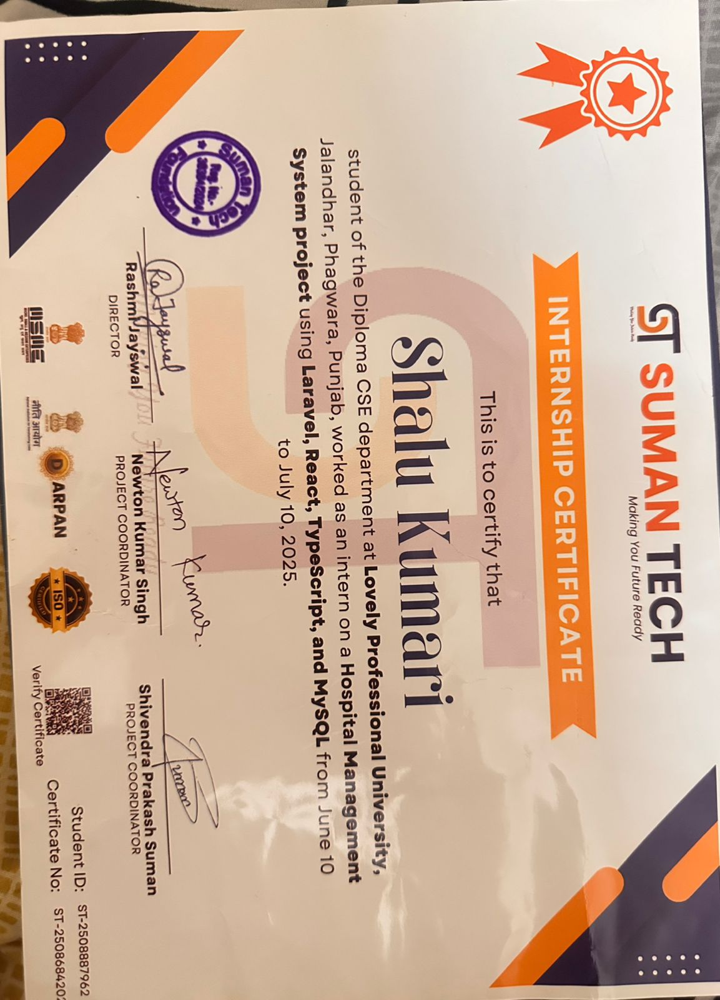 SUMAN TECH
Making You Future Ready
INTERNSHIP CERTIFICATE
This is to certify that
Shalu Kumari
student of the Diploma CSE department at Lovely Professional University,
Jalandhar, Phagwara, Punjab, worked as an intern on a Hospital Management
System project using Laravel, React, TypeScript, and MySQL from June 10
to July 10, 2025.
Suman Tech
Foundation
Reg. No.-
Newton Kumar.
Rashmi Jayswal
DIRECTOR
Newton Kumar Singh
PROJECT COORDINATOR
Shivendra Prakash Suman
PROJECT COORDINATOR
MSME
नीति आयोग
DARPAN
ISO
CERTIFIED
Verify Certificate
Student ID: ST-2508887962
Certificate No: ST-25086842